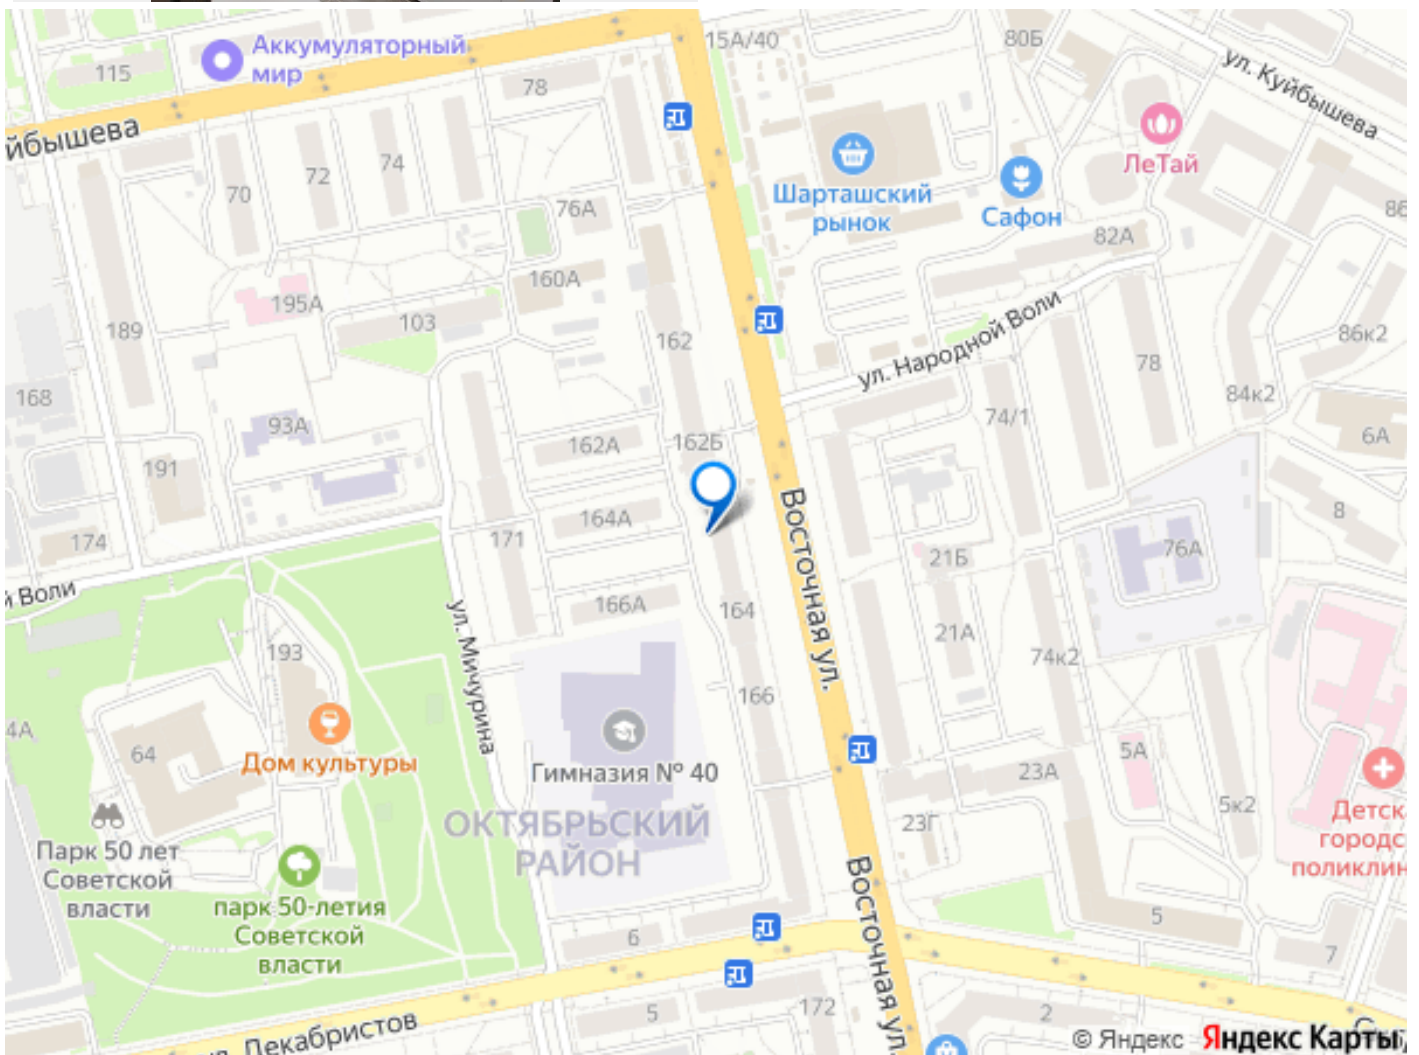 Аккумуляторный
мир
115
78
15А/40
80Б
ул. Куйбышева
йбышева
70
72
74
76А
Шарташский
рынок
Сафон
ЛеТай
82А
86
160А
195А
103
189
162
ул. Народной Воли
78
86к2
84к2
168
93А
162А
162Б
74/1
6А
191
164А
8
174
171
Восточная ул.
21Б
76А
й Воли
166А
164
21А
193
ул. Мичурина
166
74к2
4А
64
Дом культуры
Гимназия № 40
5А
23А
5к2
23Г
ОКТЯБРЬСКИЙ
РАЙОН
Парк 50 лет
Советской
власти
парк 50-летия
Советской
власти
Детск
городс
поликлин
Восточная ул.
6
5
7
5
172
2
ул. Декабристов
© Яндекс Яндекс Карты